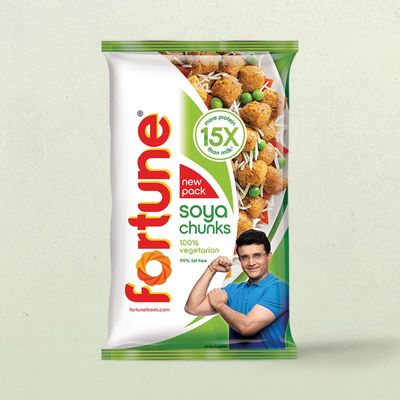 fortune®
more protein
15X
than milk*
new
pack
soya
chunks
100%
vegetarian
99% fat free
fortunefoods.com